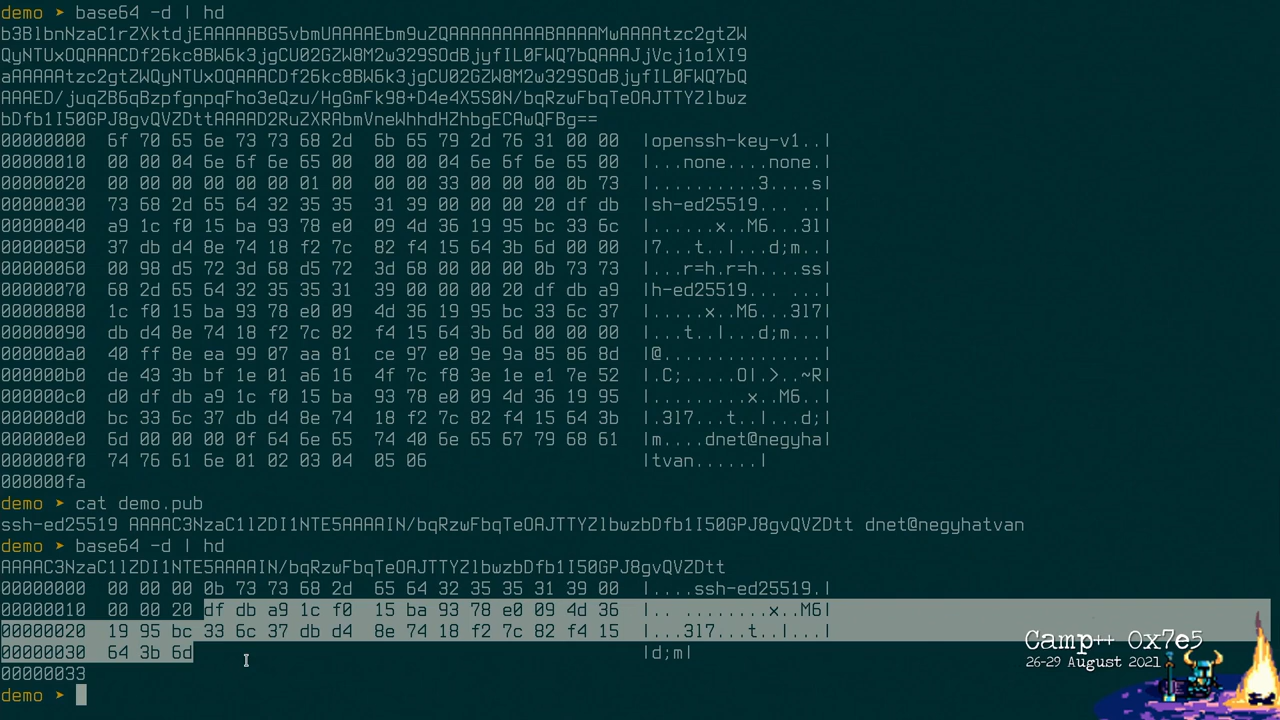 demo ➤ base64 -d | hd
b3BlbnNzaC1rZXktdjEAAAAABG5vbmUAAAAEbm9uZQAAAAAAAAABAAAAMwAAAAtzc2gtZW
QyNTUxOQAAACDf26kc8BW6k3jgCU02GZW8M2w329SOdBjyfIL0FWQ7bQAAAJjVcj1o1XI9
aAAAAAtzc2gtZWQyNTUxOQAAACDf26kc8BW6k3jgCU02GZW8M2w329SOdBjyfIL0FWQ7bQ
AAAED/juqZB6qBzpfgnpqFho3eQzu/HgGmFk98+D4e4X5S0N/bqRzwFbqTeOAJTTYZlbwz
bDfb1I50GPJ8gvQVZDttAAAAD2RuZXRAbmVneWhhdHZhbgECAwQFBg==
00000000  6f 70 65 6e 73 73 68 2d  6b 65 79 2d 76 31 00 00  |openssh-key-v1..|
00000010  00 00 04 6e 6f 6e 65 00  00 00 04 6e 6f 6e 65 00  |...none....none.|
00000020  00 00 00 00 00 00 01 00  00 00 33 00 00 00 0b 73  |..........3....s|
00000030  73 68 2d 65 64 32 35 35  31 39 00 00 00 20 df db  |sh-ed25519... ..|
00000040  a9 1c f0 15 ba 93 78 e0  09 4d 36 19 95 bc 33 6c  |......x..M6...3l|
00000050  37 db d4 8e 74 18 f2 7c  82 f4 15 64 3b 6d 00 00  |7...t..|...d;m..|
00000060  00 98 d5 72 3d 68 d5 72  3d 68 00 00 00 0b 73 73  |...r=h.r=h....ss|
00000070  68 2d 65 64 32 35 35 31  39 00 00 00 20 df db a9  |h-ed25519... ...|
00000080  1c f0 15 ba 93 78 e0 09  4d 36 19 95 bc 33 6c 37  |.....x..M6...3l7|
00000090  db d4 8e 74 18 f2 7c 82  f4 15 64 3b 6d 00 00 00  |...t..|...d;m...|
000000a0  40 ff 8e ea 99 07 aa 81  ce 97 e0 9e 9a 85 86 8d  |@...............|
000000b0  de 43 3b bf 1e 01 a6 16  4f 7c f8 3e 1e e1 7e 52  |.C;.....O|.>..~R|
000000c0  d0 df db a9 1c f0 15 ba  93 78 e0 09 4d 36 19 95  |.........x..M6..|
000000d0  bc 33 6c 37 db d4 8e 74  18 f2 7c 82 f4 15 64 3b  |.3l7...t..|...d;|
000000e0  6d 00 00 00 0f 64 6e 65  74 40 6e 65 67 79 68 61  |m....dnet@negyha|
000000f0  74 76 61 6e 01 02 03 04  05 06  |tvan......|
000000fa
demo ➤ cat demo.pub
ssh-ed25519 AAAAC3NzaC1lZDI1NTE5AAAAIN/bqRzwFbqTeOAJTTYZlbwzbDfb1I50GPJ8gvQVZDtt dnet@negyhatvan
demo ➤ base64 -d | hd
AAAAC3NzaC1lZDI1NTE5AAAAIN/bqRzwFbqTeOAJTTYZlbwzbDfb1I50GPJ8gvQVZDtt
00000000  00 00 00 0b 73 73 68 2d  65 64 32 35 35 31 39 00  |....ssh-ed25519.|
00000010  00 00 20 df db a9 1c f0  15 ba 93 78 e0 09 4d 36  |.. ........x..M6|
00000020  19 95 bc 33 6c 37 db d4  8e 74 18 f2 7c 82 f4 15  |...3l7...t..|...|
00000030  64 3b 6d  |d;m|
00000033
demo ➤
Camp++ 0x7e5
26-29 August 2021